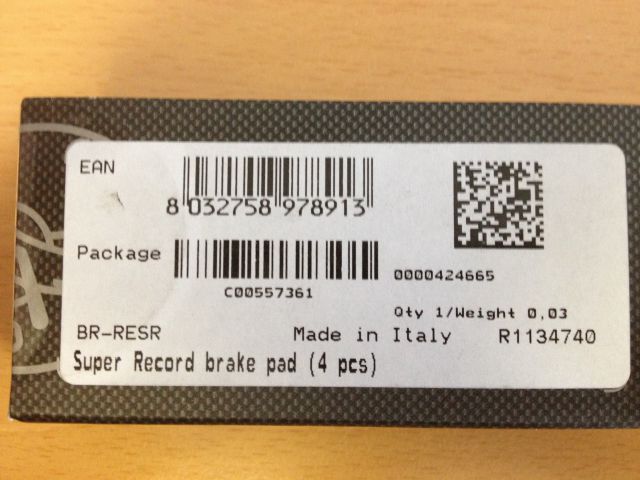 EAN
8 032758 978913
Package
0000424665
C00557361
Qty 1/Weight 0,03
BR-RESR Made in Italy R1134740
Super Record brake pad (4 pcs)